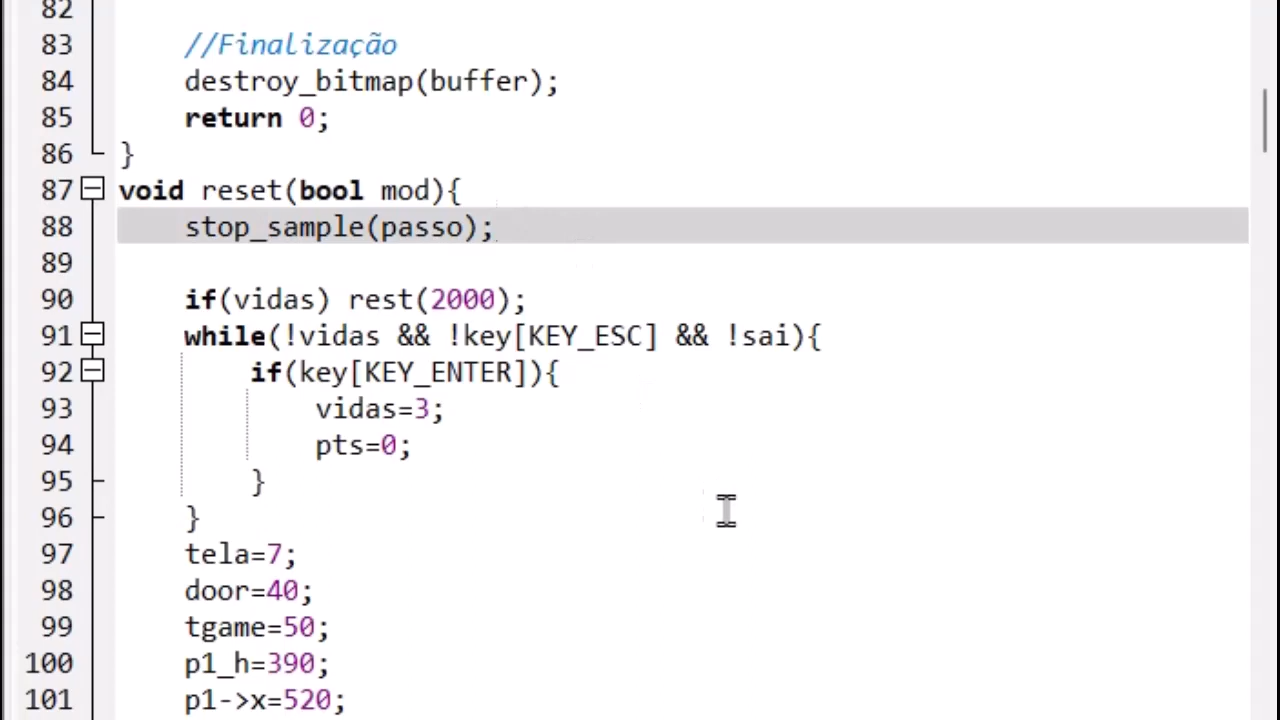 82
83 //Finalização
84 destroy_bitmap(buffer);
85 return 0;
86 }
87 void reset(bool mod){
88 stop_sample(passo);
89
90 if(vidas) rest(2000);
91 while(!vidas && !key[KEY_ESC] && !sai){
92 if(key[KEY_ENTER]){
93 vidas=3;
94 pts=0;
95 }
96 }
97 tela=7;
98 door=40;
99 tgame=50;
100 p1_h=390;
101 p1->x=520;